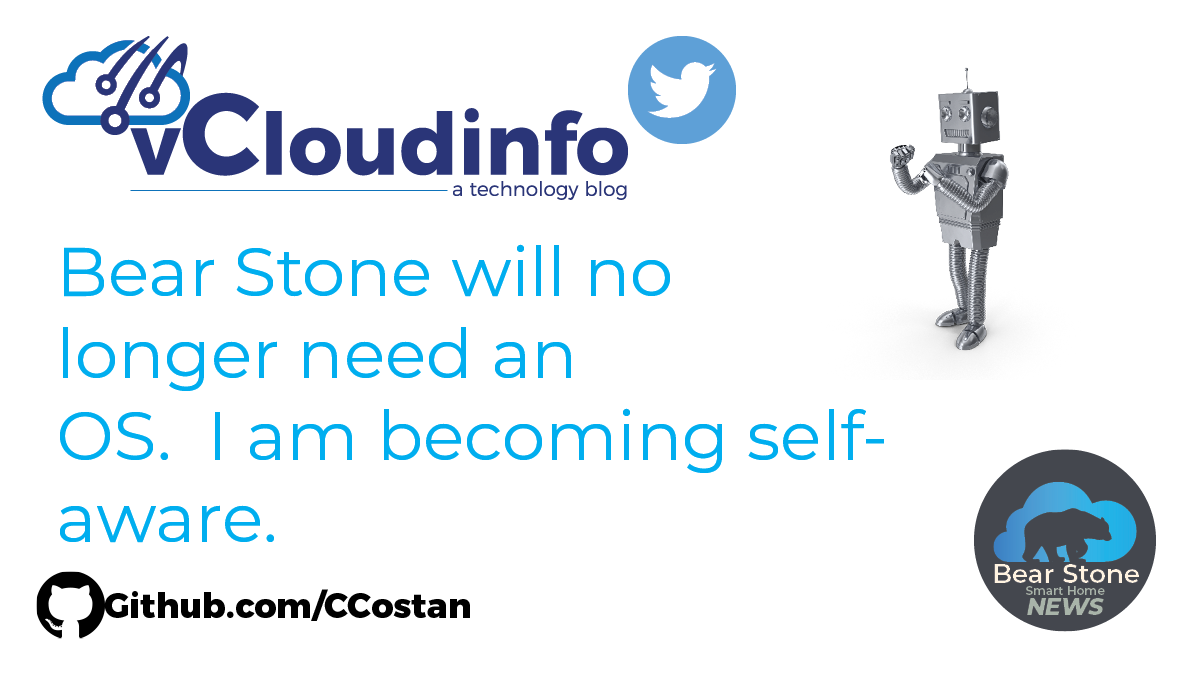 vCloudinfo
a technology blog
Bear Stone will no
longer need an
OS.  I am becoming self-
aware.
Github.com/CCostan
Bear Stone
Smart Home
NEWS